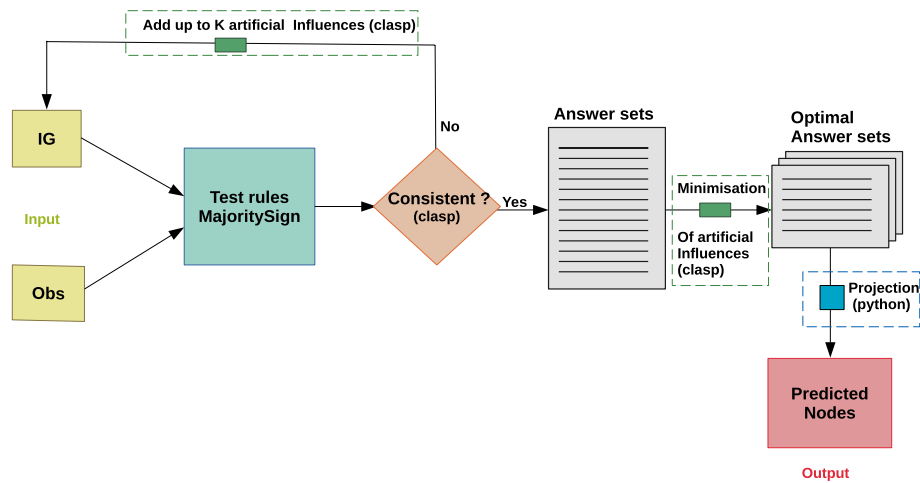 Add up to K artificial Influences (clasp)
IG
Input
Obs
Test rules
MajoritySign
No
Consistent ?
(clasp)
Yes
Answer sets
Minimisation
Of artificial
Influences
(clasp)
Optimal
Answer sets
Projection
(python)
Predicted
Nodes
Output